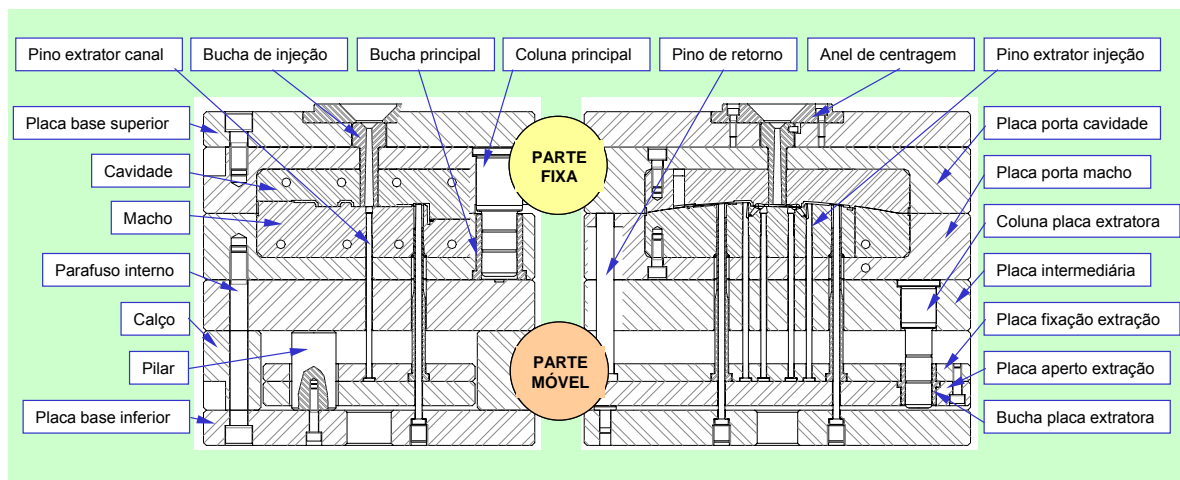 Pino extrator canal
Bucha de injeção
Bucha principal
Coluna principal
Pino de retorno
Anel de centragem
Pino extrator injeção
Placa base superior
Cavidade
Macho
Parafuso interno
Calço
Pilar
Placa base inferior
PARTE
FIXA
PARTE
MÓVEL
Placa porta cavidade
Placa porta macho
Coluna placa extratora
Placa intermediária
Placa fixação extração
Placa aperto extração
Bucha placa extratora